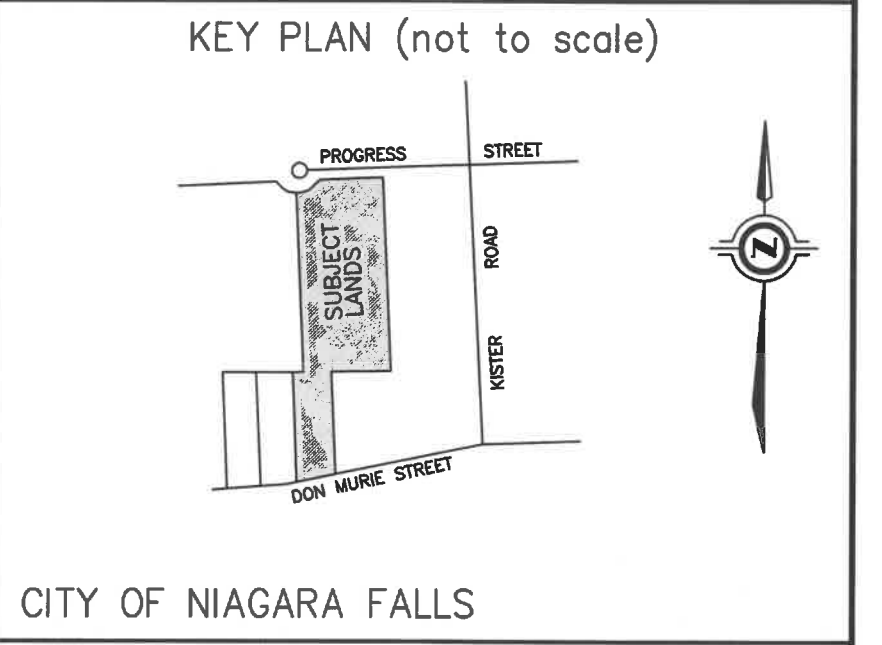 KEY PLAN (not to scale)
PROGRESS STREET
SUBJECT
LANDS
ROAD
KISTER
N
DON MURIE STREET
CITY OF NIAGARA FALLS